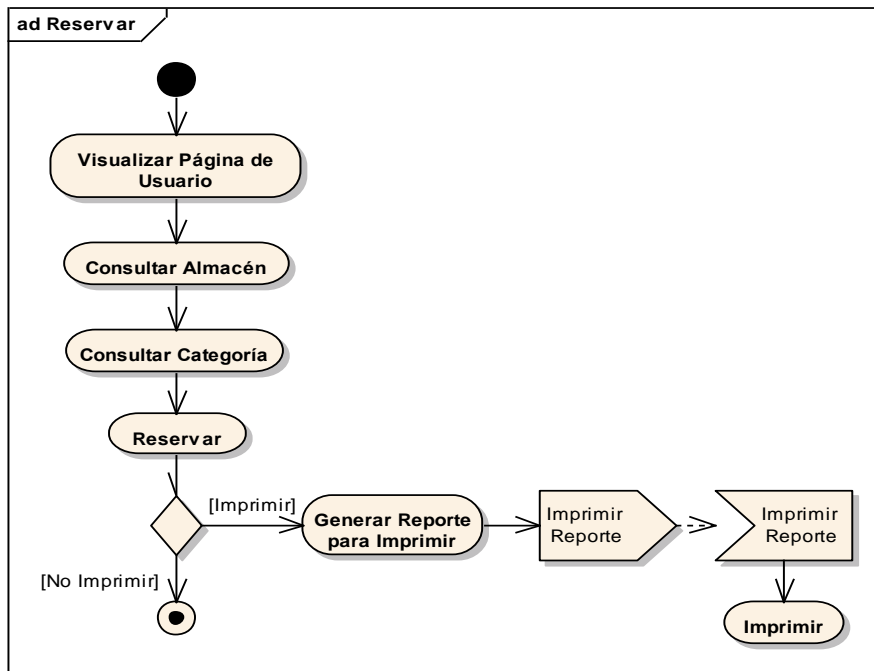 ad Reservar
Visualizar Página de
Usuario
Consultar Almacén
Consultar Categoría
Reservar
[Imprimir]
Generar Reporte
para Imprimir
Imprimir
Reporte
Imprimir
Reporte
[No Imprimir]
Imprimir